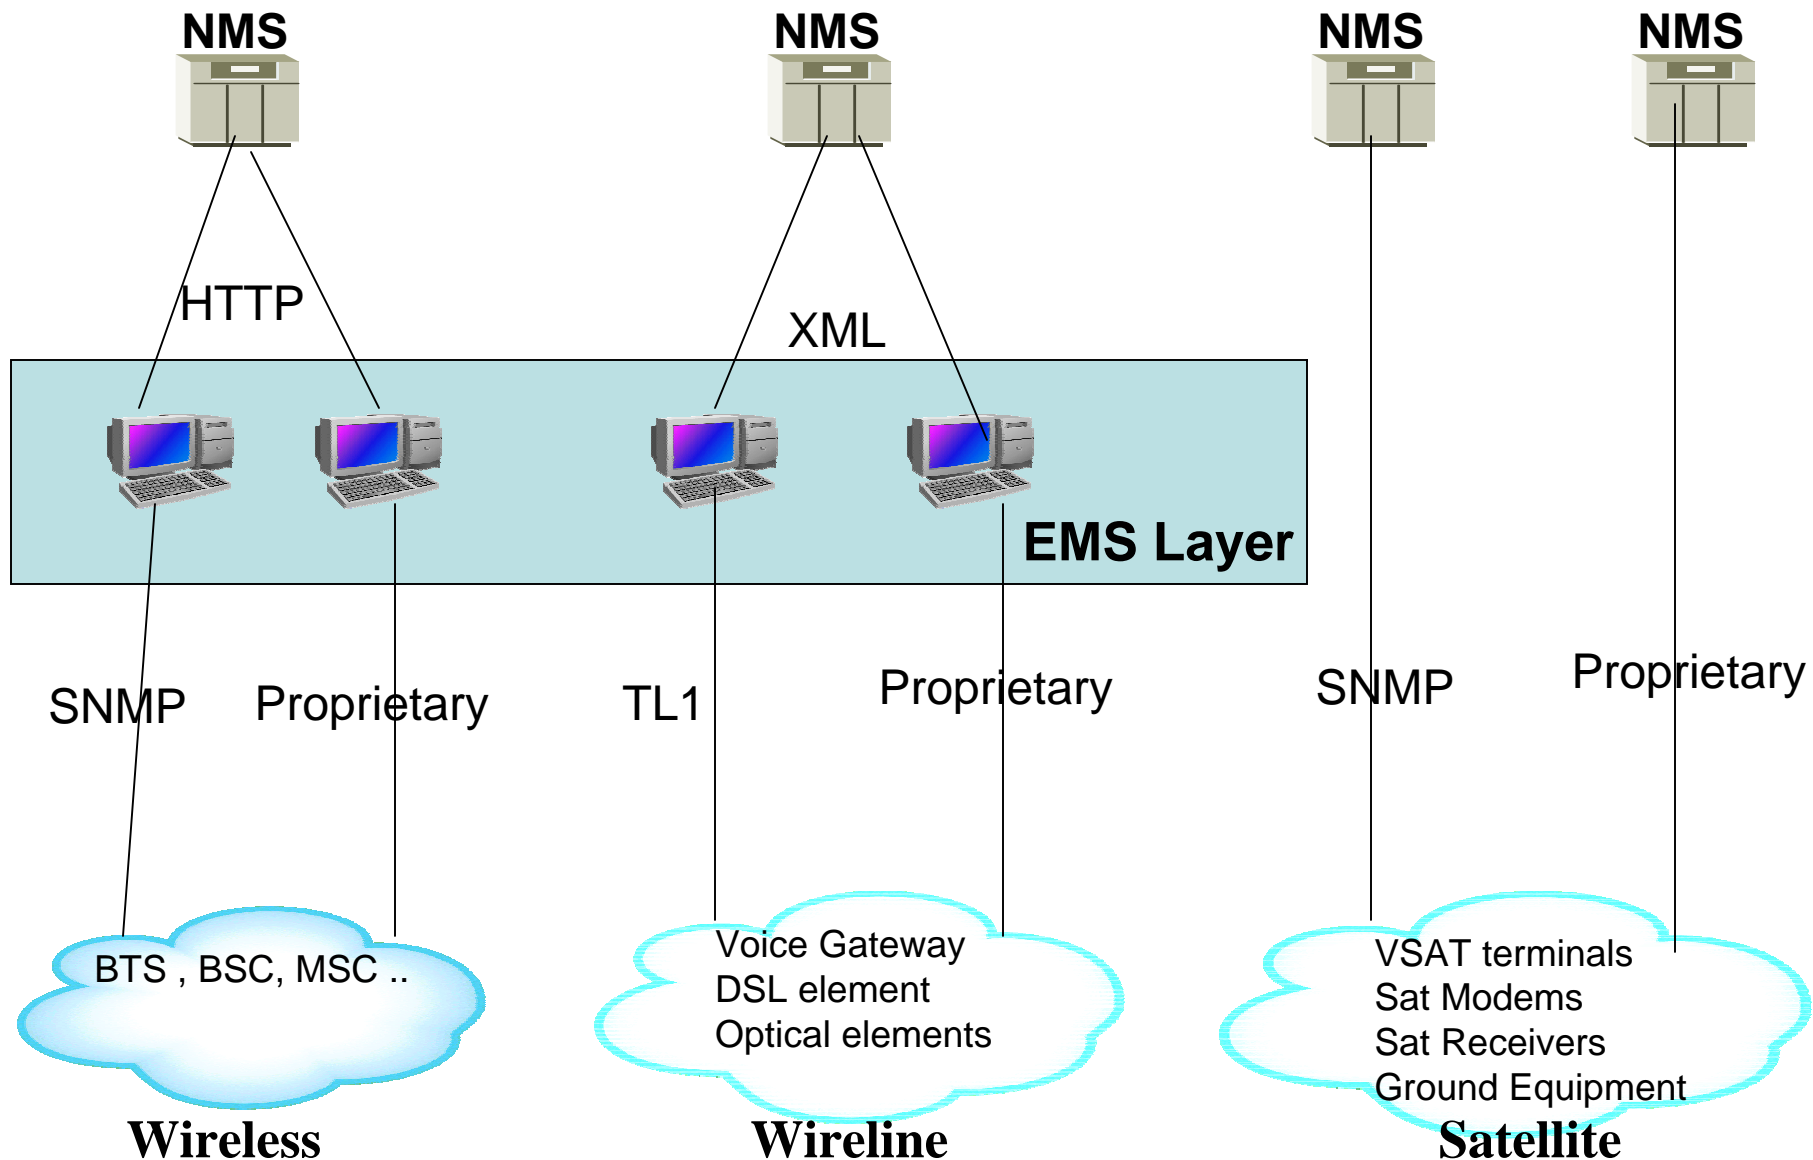 NMS
NMS
NMS
NMS
HTTP
XML
EMS Layer
SNMP
Proprietary
TL1
Proprietary
SNMP
Proprietary
BTS , BSC, MSC ..
Voice Gateway
DSL element
Optical elements
VSAT terminals
Sat Modems
Sat Receivers
Ground Equipment
Wireless
Wireline
Satellite